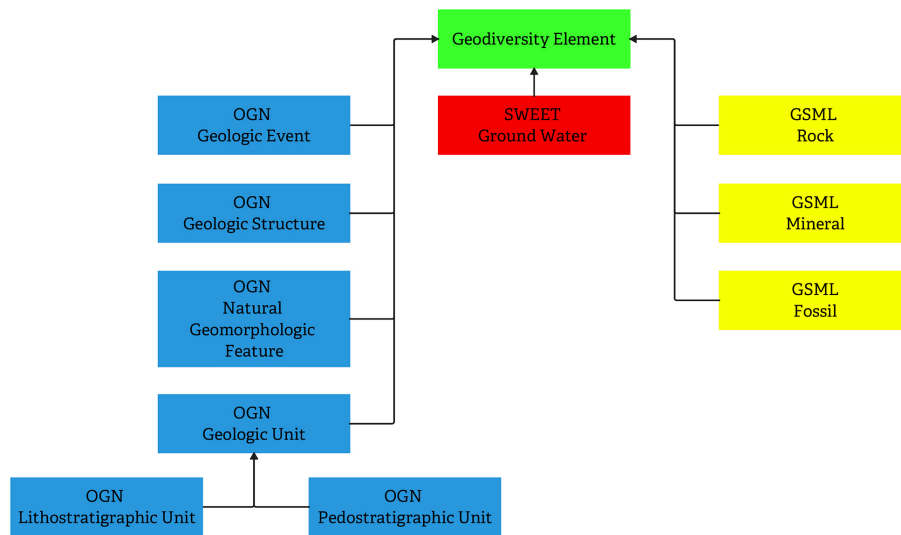 Geodiversity Element
OGN
Geologic Event
SWEET
Ground Water
GSML
Rock
OGN
Geologic Structure
GSML
Mineral
OGN
Natural
Geomorphologic
Feature
GSML
Fossil
OGN
Geologic Unit
OGN
Lithostratigraphic Unit
OGN
Pedostratigraphic Unit